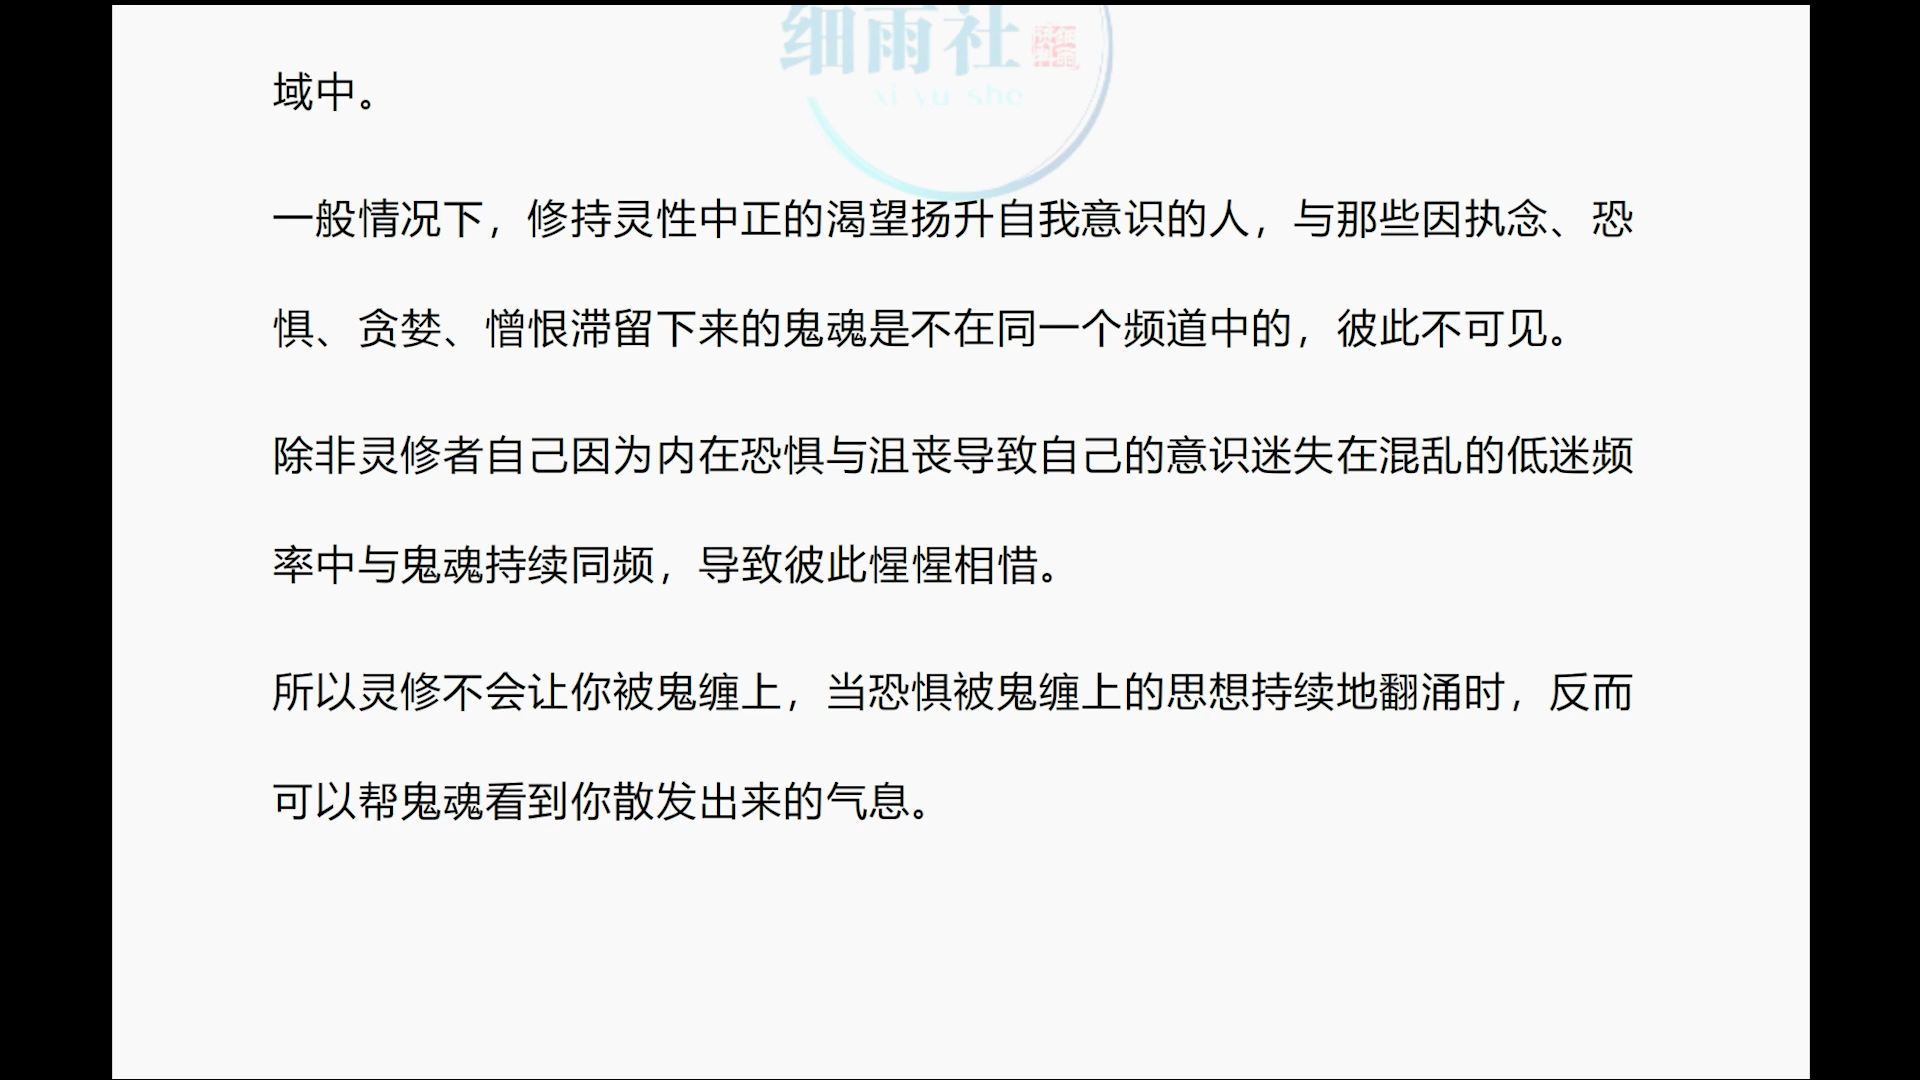 细雨社
xi yu she
域中。
一般情况下，修持灵性中正的渴望扬升自我意识的人，与那些因执念、恐
惧、贪婪、憎恨滞留下来的鬼魂是不在同一个频道中的，彼此不可见。
除非灵修者自己因为内在恐惧与沮丧导致自己的意识迷失在混乱的低迷频
率中与鬼魂持续同频，导致彼此惺惺相惜。
所以灵修不会让你被鬼缠上，当恐惧被鬼缠上的思想持续地翻涌时，反而
可以帮鬼魂看到你散发出来的气息。